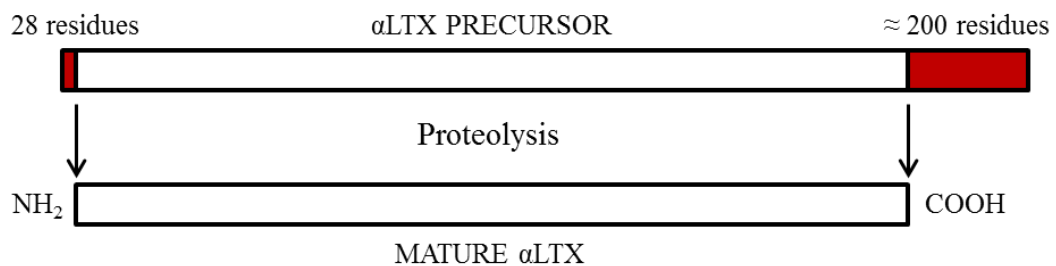 28 residues αLTX PRECURSOR ≈ 200 residues
Proteolysis
NH₂ COOH
MATURE αLTX